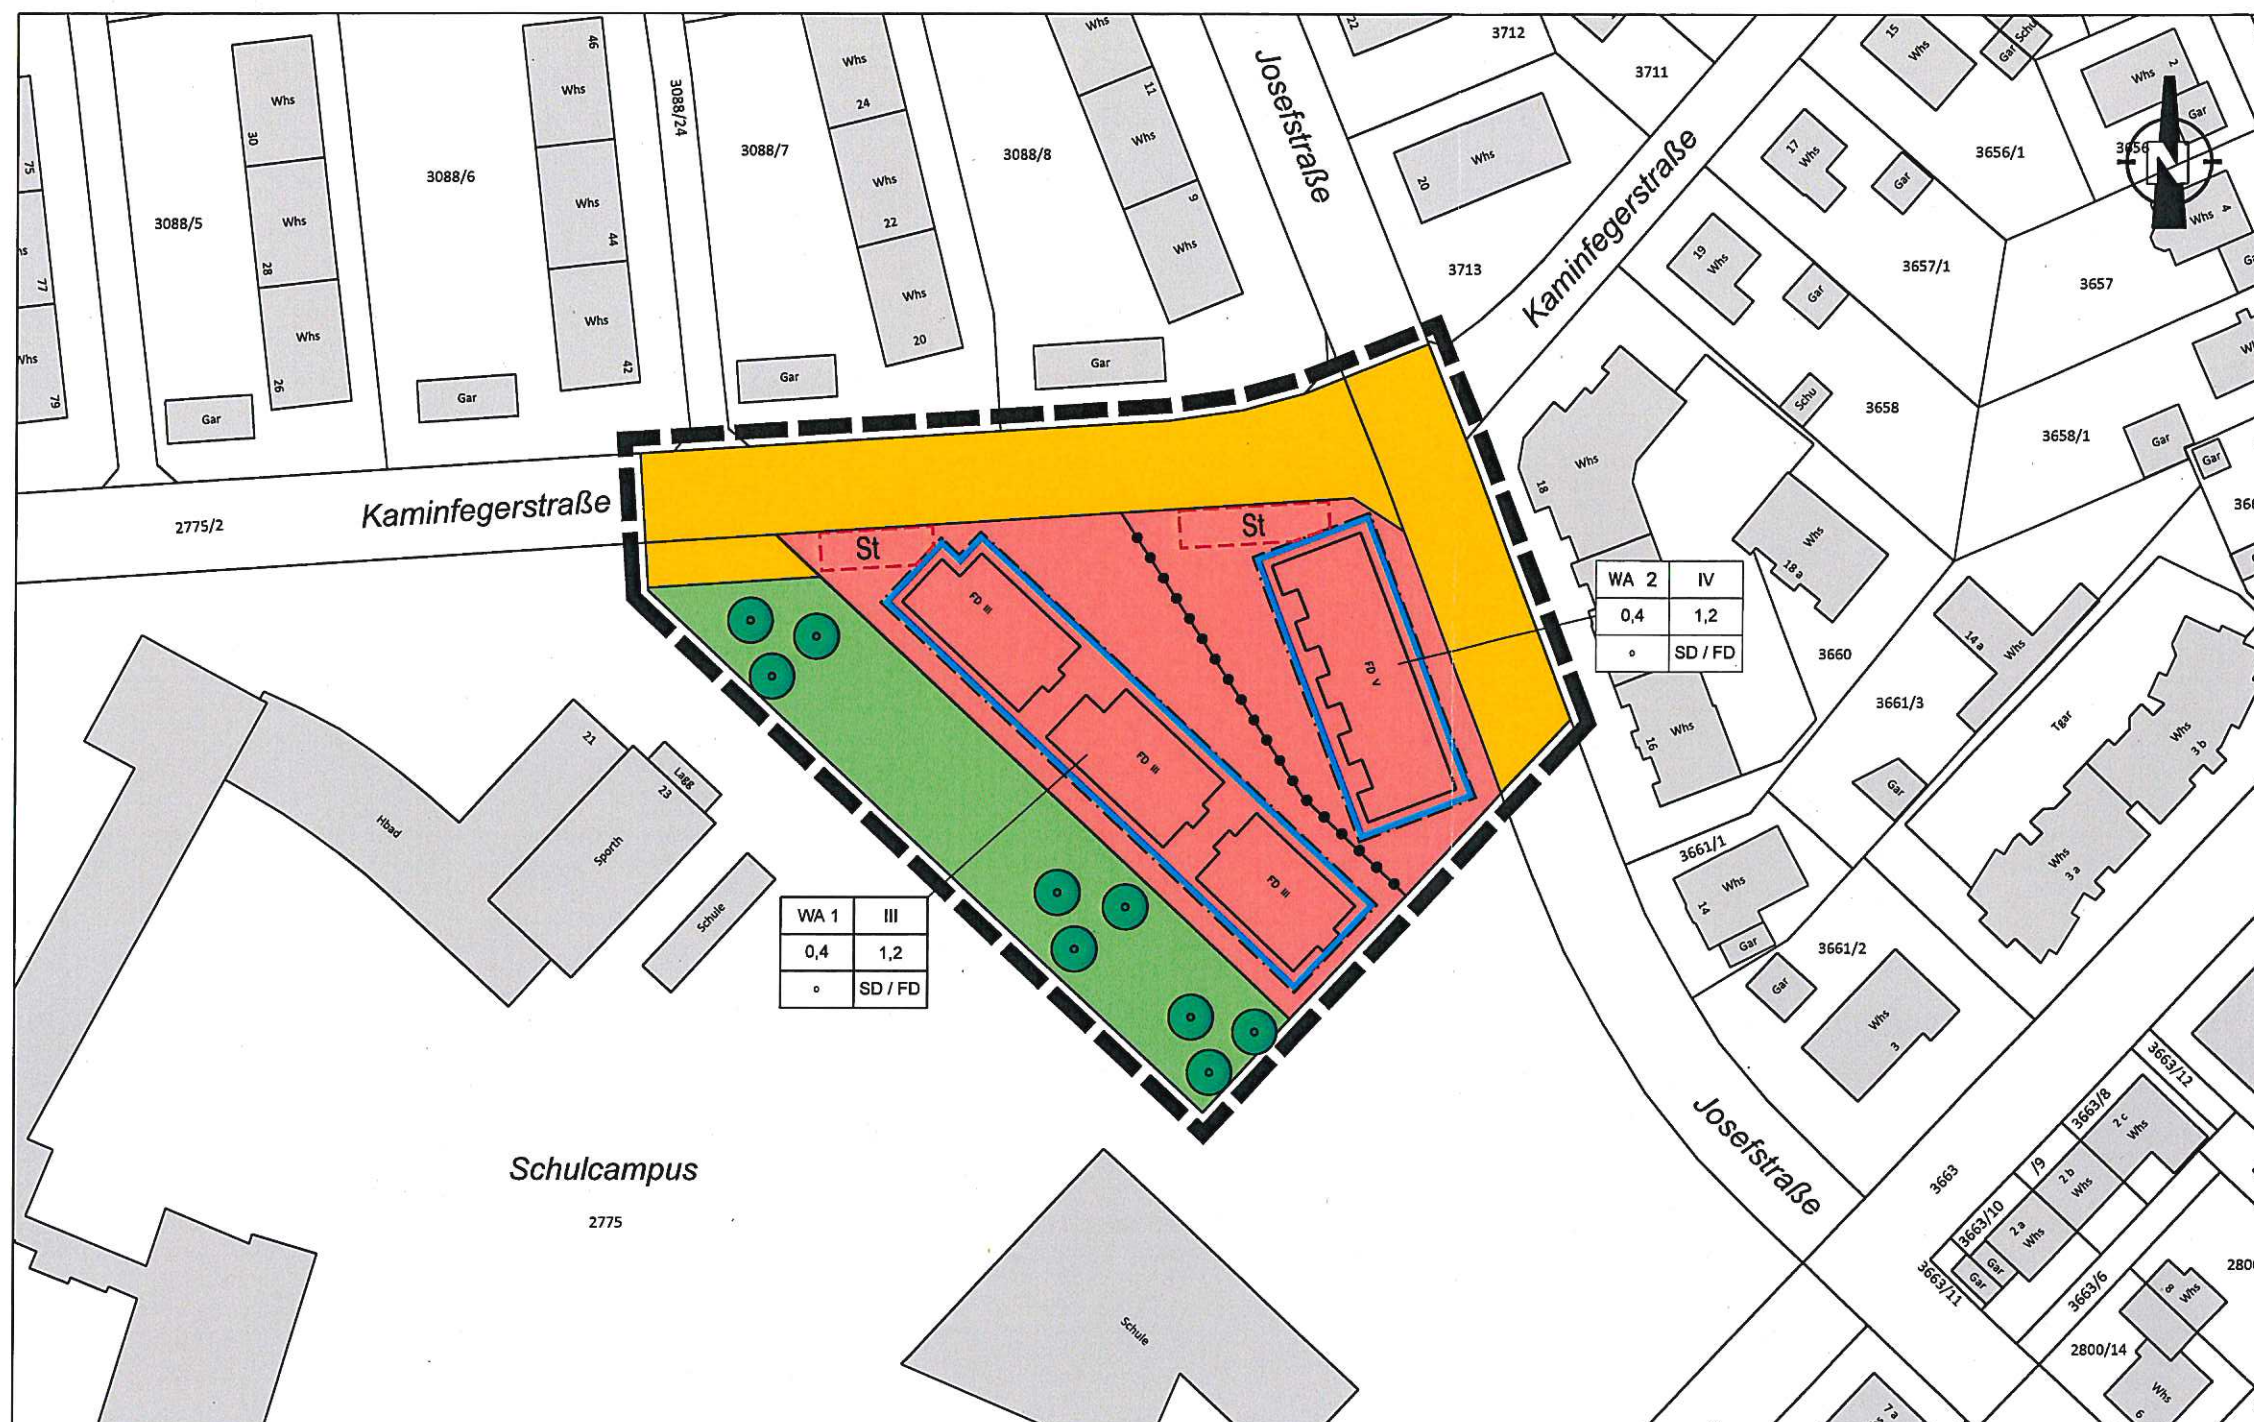 22
3712
3711
15
Whs
Gar
Schu
Whs
2
Gar
46
Whs
30
Whs
3088/24
Whs
24
Whs
11
Whs
Josefstraße
3088/7
3088/8
3088/6
3088/5
75
Whs
20
Kaminfegerstraße
17
Whs
Gar
3656/1
3656
N
Whs
4
Whs
28
Whs
44
Whs
22
9
Whs
3713
19
Whs
Gar
3657/1
3657
77
Whs
26
Whs
42
Whs
20
Whs
79
Gar
Gar
Gar
Gar
Whs
18
Schu
3658
3658/1
Gar
Gar
2775/2
Kaminfegerstraße
St
St
Whs
18 a
WA 2 IV
0,4 1,2
o SD / FD
FD III
FD V
FD III
FD III
3660
14 a
Whs
3661/3
Tgar
Whs
3 b
Whs
16
Whs
3 a
Gar
21
Lagg
23
Sporth
Hbad
Schule
WA 1 III
0,4 1,2
o SD / FD
3661/1
Whs
14
Gar
3661/2
Gar
Whs
3
Schulcampus
2775
Schule
Josefstraße
3663
3663/12
3663/8
2 c
Whs
/9
2 b
Whs
3663/10
2 a
Whs
Gar
Gar
3663/11
3663/6
8
Whs
2800/14
Whs
6
7 a